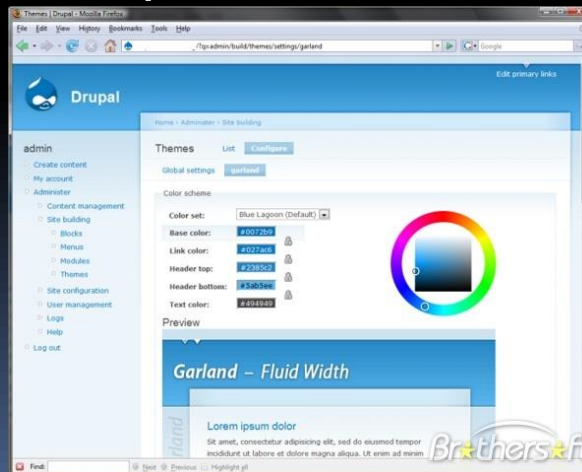 Themes | Drupal - Mozilla Firefox
File Edit View History Bookmarks Tools Help
/?q=admin/build/themes/settings/garland
Google
Edit primary links
Drupal
Home › Administer › Site building
admin
Create content
My account
Administer
Content management
Site building
Blocks
Menus
Modules
Themes
Site configuration
User management
Logs
Help
Log out
Themes List Configure
Global settings garland
Color scheme
Color set: Blue Lagoon (Default)
Base color: #0072b9
Link color: #027ac6
Header top: #2385c2
Header bottom: #5ab5ee
Text color: #494949
Preview
Garland – Fluid Width
rland
Lorem ipsum dolor
Sit amet, consectetur adipisicing elit, sed do eiusmod tempor
incididunt ut labore et dolore magna aliqua. Ut enim ad minim
Find: Next Previous Highlight all